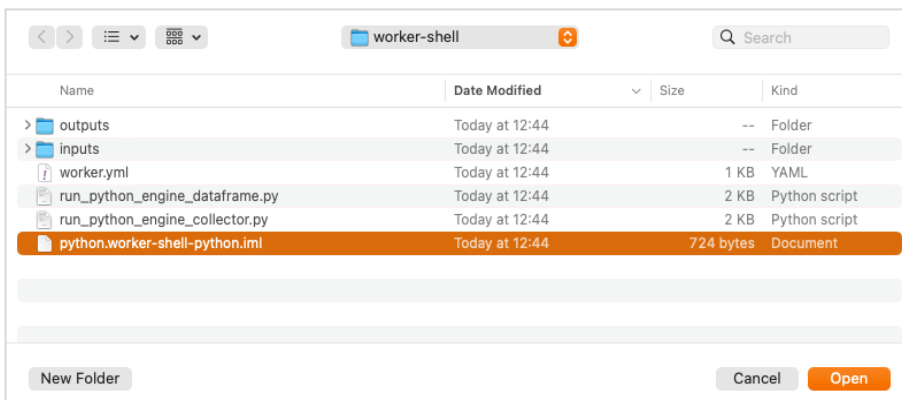 worker-shell Search
Name Date Modified Size Kind
outputs Today at 12:44 -- Folder
inputs Today at 12:44 -- Folder
worker.yml Today at 12:44 1 KB YAML
run_python_engine_dataframe.py Today at 12:44 2 KB Python script
run_python_engine_collector.py Today at 12:44 2 KB Python script
python.worker-shell-python.iml Today at 12:44 724 bytes Document
New Folder Cancel Open